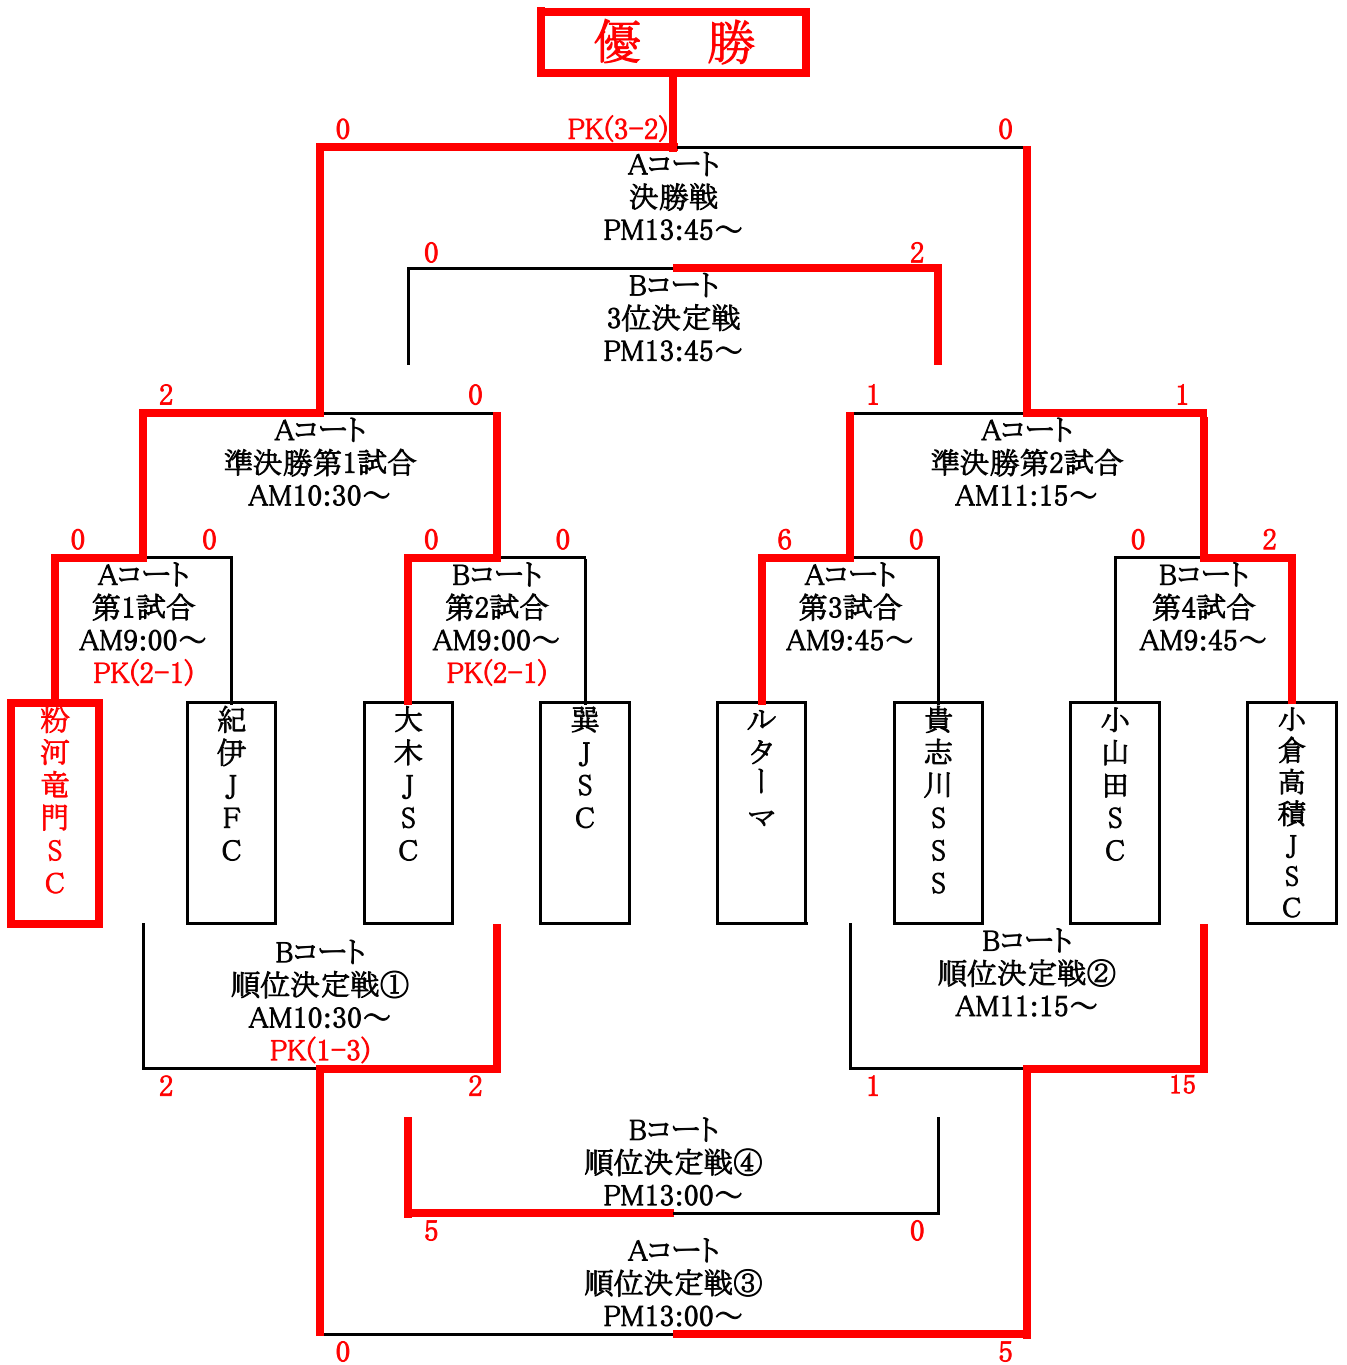 優　勝
0 PK(3-2) 0
Aコート
決勝戦
PM13:45～
0 2
Bコート
3位決定戦
PM13:45～
2 0 1 1
Aコート
準決勝第1試合
AM10:30～
Aコート
準決勝第2試合
AM11:15～
0 0 0 0 6 0 0 2
Aコート
第1試合
AM9:00～
PK(2-1)
Bコート
第2試合
AM9:00～
PK(2-1)
Aコート
第3試合
AM9:45～
Bコート
第4試合
AM9:45～
粉河竜門SC
紀伊JFC
大木JSC
巽JSC
ルターマ
貴志川SSS
小山田SC
小倉高積JSC
Bコート
順位決定戦①
AM10:30～
PK(1-3)
2 2
Bコート
順位決定戦②
AM11:15～
1 15
Bコート
順位決定戦④
PM13:00～
5 0
Aコート
順位決定戦③
PM13:00～
0 5